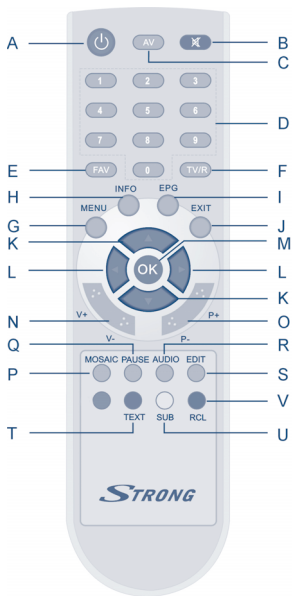 A
B
AV
C
1 2 3
4 5 6
7 8 9
D
E
FAV 0 TV/R
F
H
INFO EPG
I
G
MENU EXIT
J
K
M
L
OK
L
K
N
V+ P+
O
V- P-
Q
R
P
MOSAIC PAUSE AUDIO EDIT
S
V
TEXT SUB RCL
T
U
STRONG